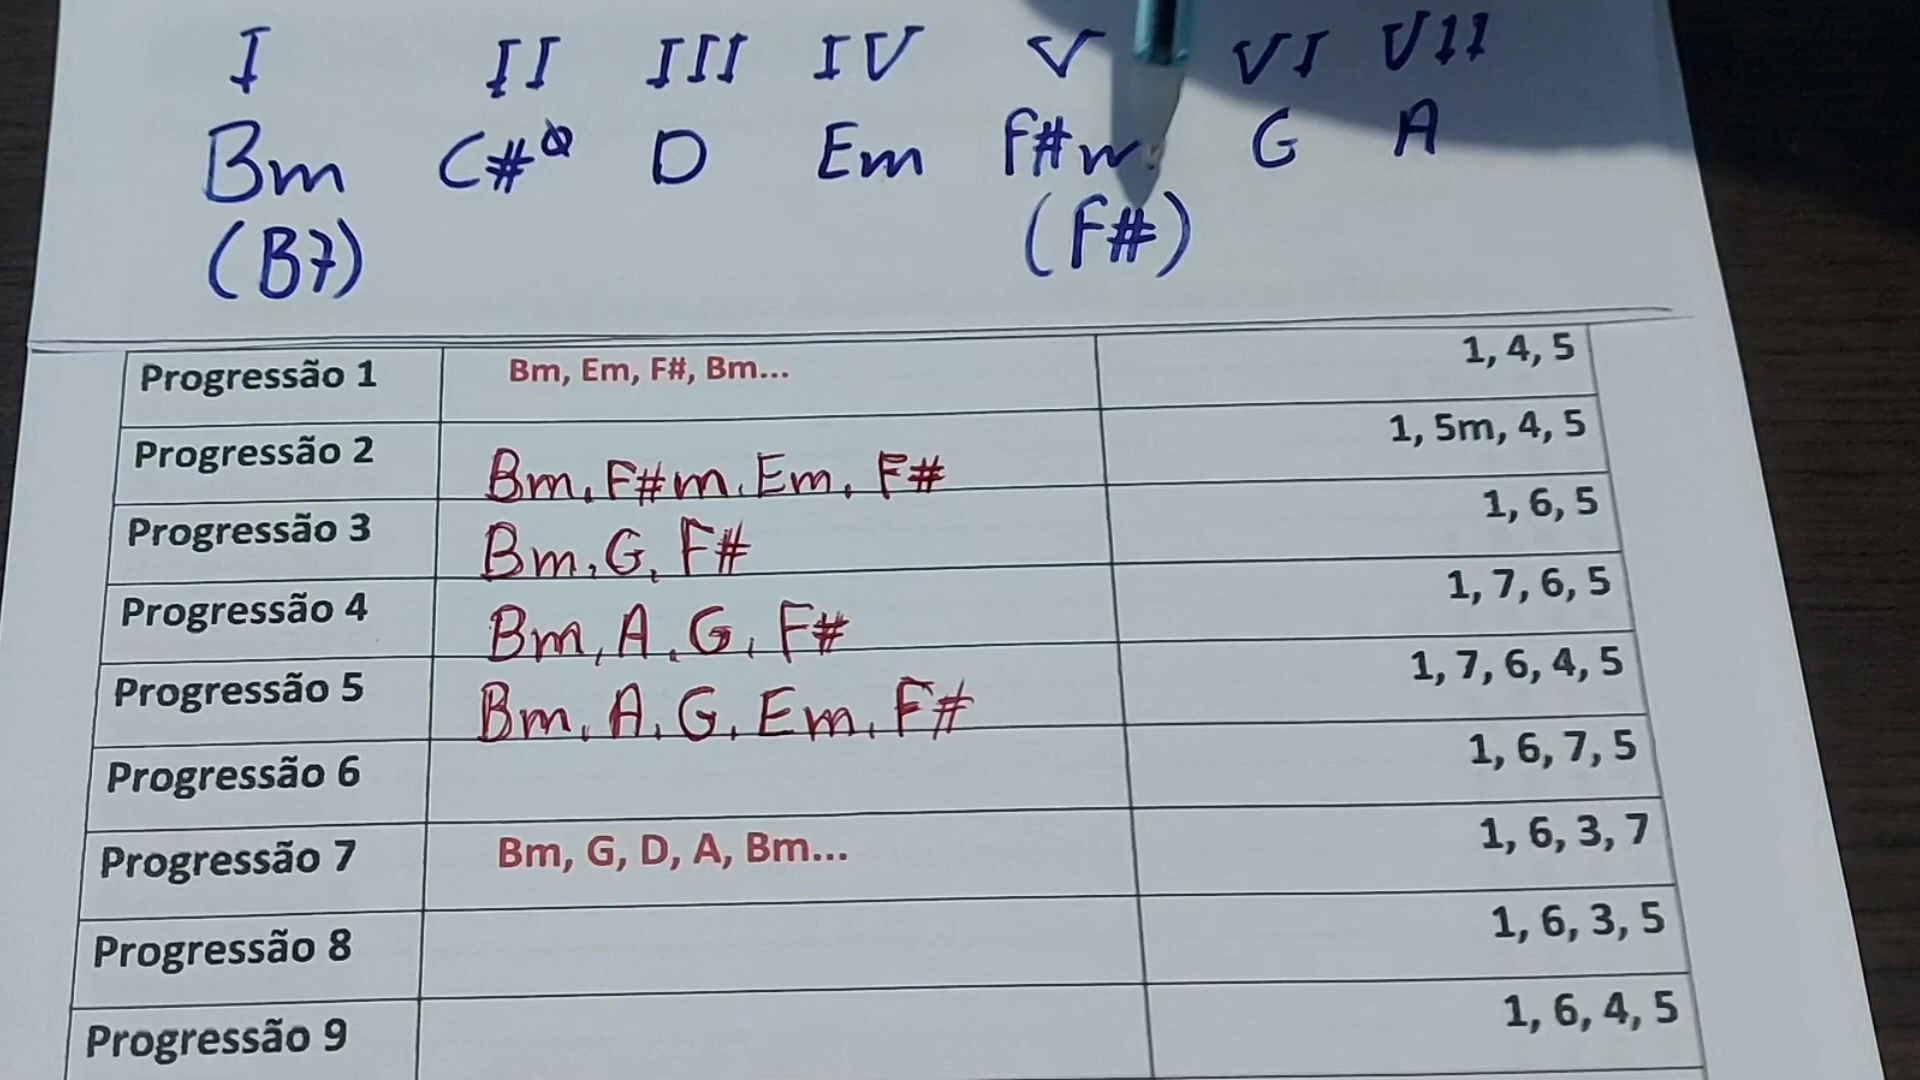 I II III IV V VI VII
Bm C#ø D Em F#m G A
(B7) (F#)
Progressão 1 Bm, Em, F#, Bm... 1, 4, 5
Progressão 2 Bm, F#m, Em, F# 1, 5m, 4, 5
Progressão 3 Bm, G, F# 1, 6, 5
Progressão 4 Bm, A, G, F# 1, 7, 6, 5
Progressão 5 Bm, A, G, Em, F# 1, 7, 6, 4, 5
Progressão 6 1, 6, 7, 5
Progressão 7 Bm, G, D, A, Bm... 1, 6, 3, 7
Progressão 8 1, 6, 3, 5
Progressão 9 1, 6, 4, 5